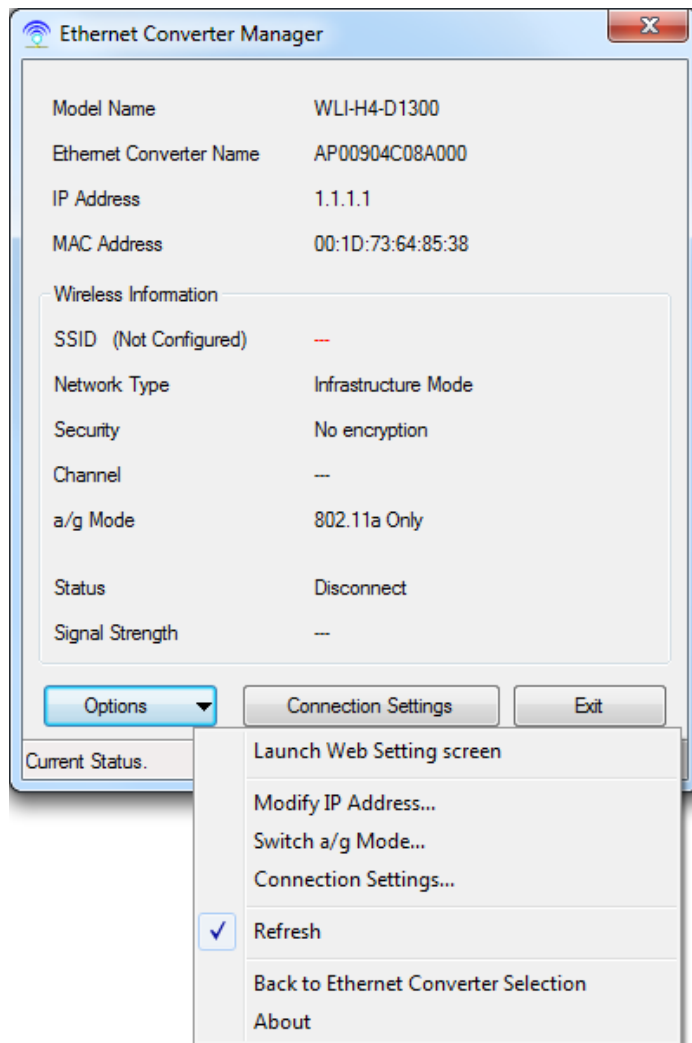 Ethernet Converter Manager
Model Name WLI-H4-D1300
Ethernet Converter Name AP00904C08A000
IP Address 1.1.1.1
MAC Address 00:1D:73:64:85:38
Wireless Information
SSID (Not Configured) ---
Network Type Infrastructure Mode
Security No encryption
Channel ---
a/g Mode 802.11a Only
Status Disconnect
Signal Strength ---
Options Connection Settings Exit
Current Status.
Launch Web Setting screen
Modify IP Address...
Switch a/g Mode...
Connection Settings...
Refresh
Back to Ethernet Converter Selection
About